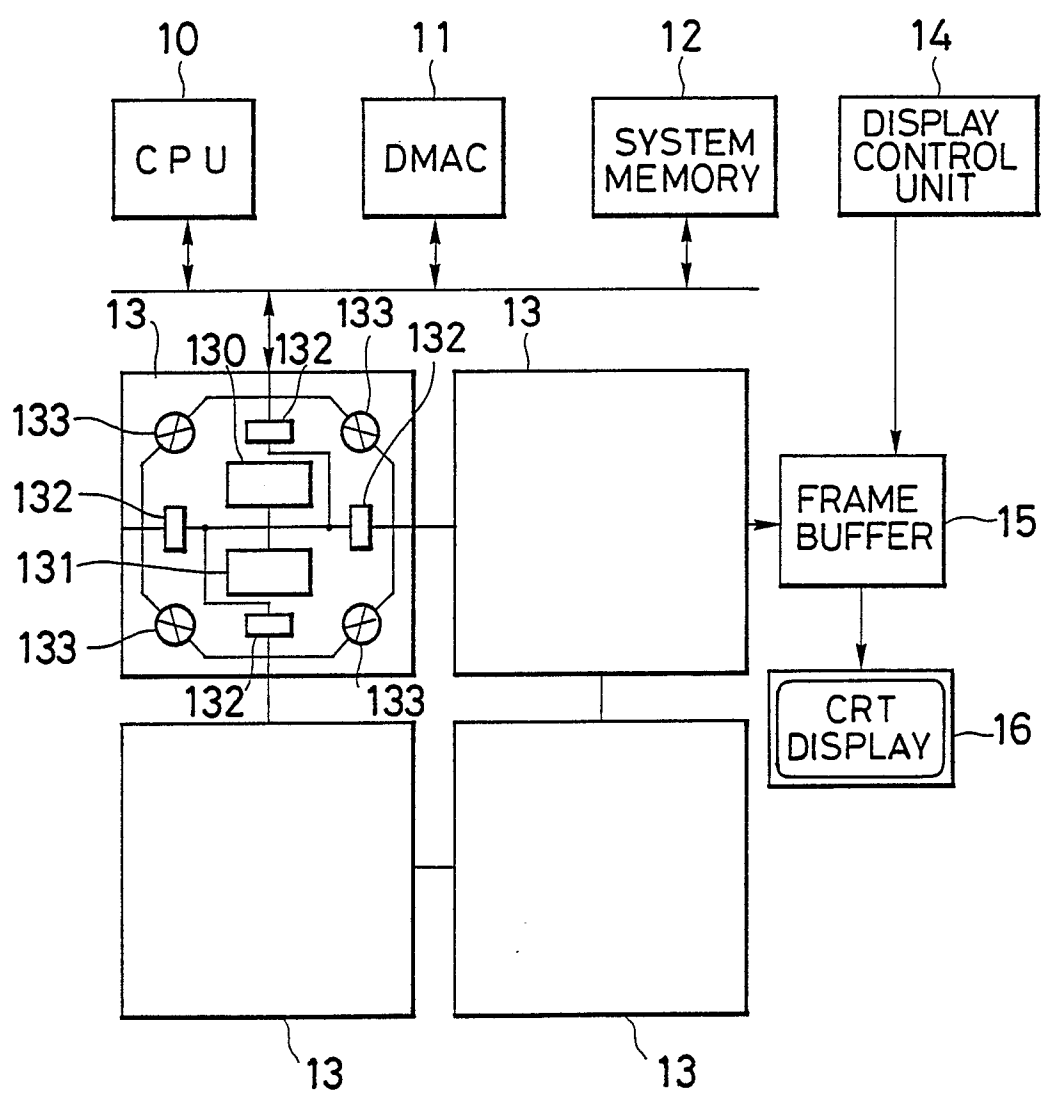 10
11
12
14
CPU
DMAC
SYSTEM
MEMORY
DISPLAY
CONTROL
UNIT
13
133
13
130
132
132
133
132
131
133
132
133
FRAME
BUFFER
15
CRT
DISPLAY
16
13
13